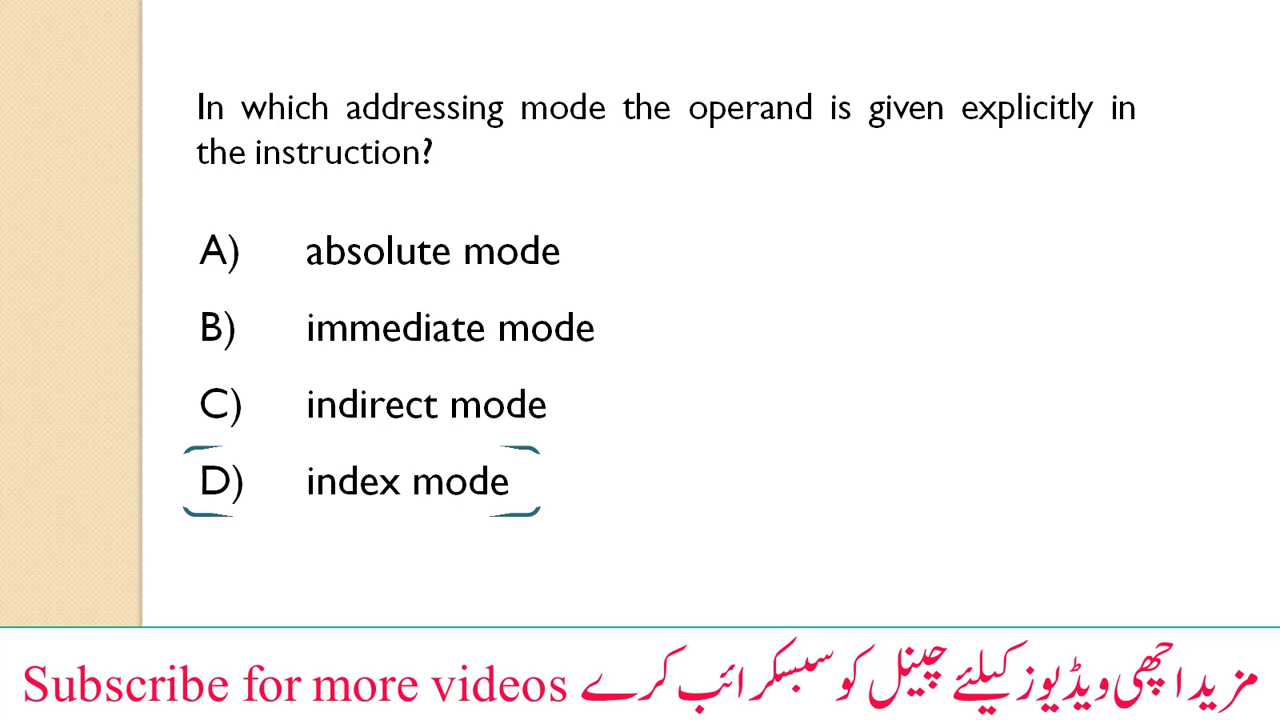 In which addressing mode the operand is given explicitly in
the instruction?
A) absolute mode
B) immediate mode
C) indirect mode
D) index mode
Subscribe for more videos مزید اچھی ویڈیوز کیلئے چینل کو سبسکرائب کرے